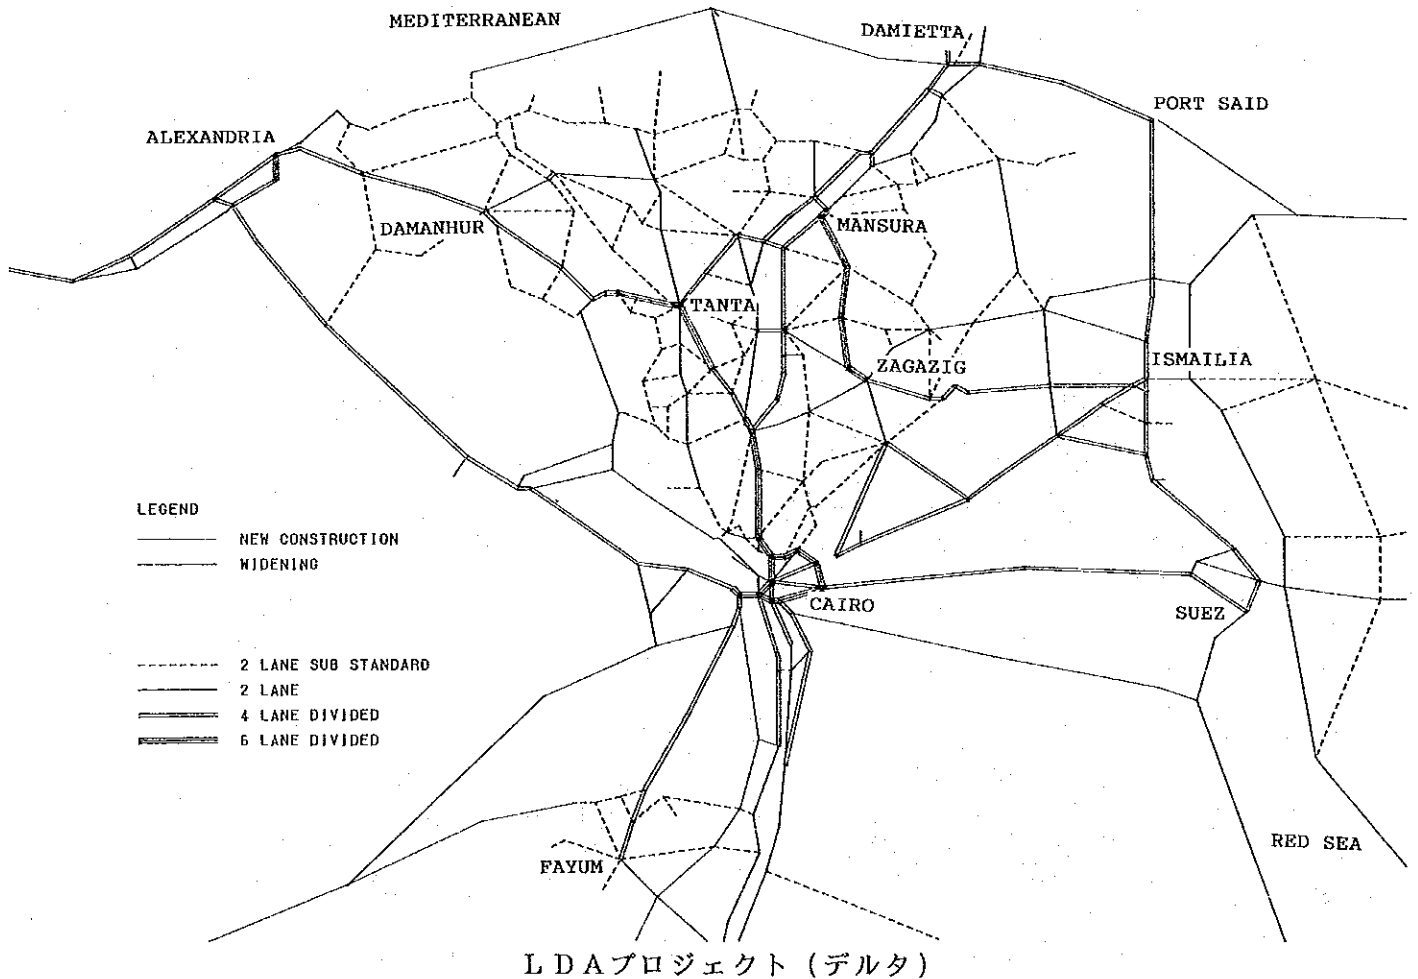 MEDITERRANEAN
DAMIETTA
PORT SAID
ALEXANDRIA
DAMANHUR
MANSURA
TANTA
ZAGAZIG
ISMAILIA
LEGEND
NEW CONSTRUCTION
WIDENING
CAIRO
SUEZ
2 LANE SUB STANDARD
2 LANE
4 LANE DIVIDED
6 LANE DIVIDED
RED SEA
FAYUM
LDAプロジェクト (デルタ)